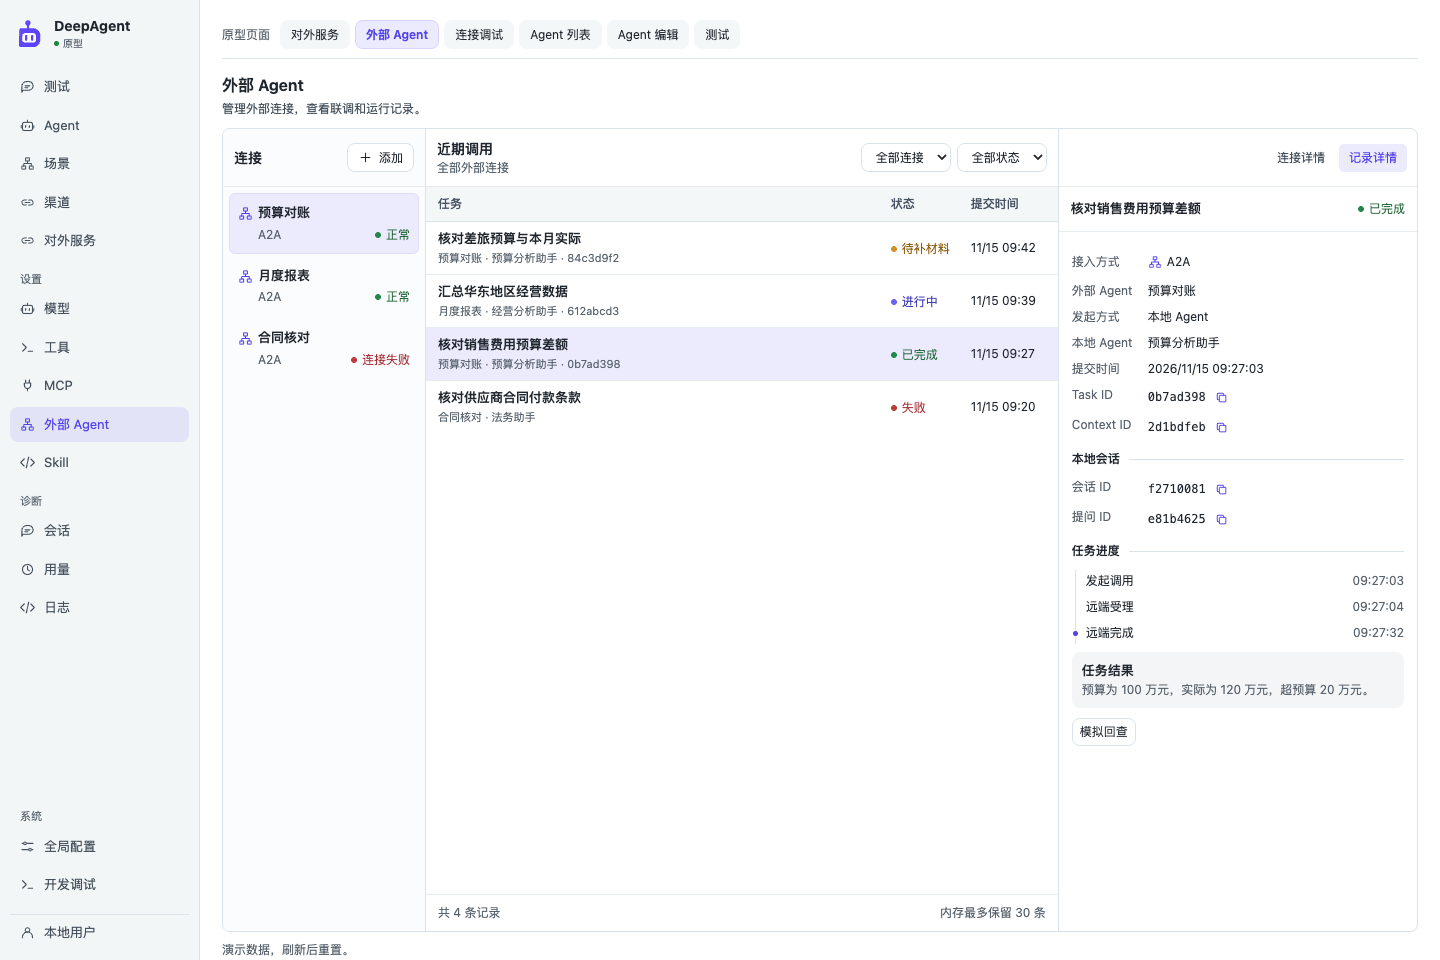 DeepAgent
原型
测试
Agent
场景
渠道
对外服务
设置
模型
工具
MCP
外部 Agent
Skill
诊断
会话
用量
日志
系统
全局配置
开发调试
本地用户
原型页面 对外服务 外部 Agent 连接调试 Agent 列表 Agent 编辑 测试
外部 Agent
管理外部连接，查看联调和运行记录。
连接 添加
预算对账
A2A 正常
月度报表
A2A 正常
合同核对
A2A 连接失败
近期调用
全部外部连接
全部连接 全部状态
任务 状态 提交时间
核对差旅预算与本月实际
预算对账 · 预算分析助手 · 84c3d9f2
待补材料 11/15 09:42
汇总华东地区经营数据
月度报表 · 经营分析助手 · 612abcd3
进行中 11/15 09:39
核对销售费用预算差额
预算对账 · 预算分析助手 · 0b7ad398
已完成 11/15 09:27
核对供应商合同付款条款
合同核对 · 法务助手
失败 11/15 09:20
共 4 条记录 内存最多保留 30 条
连接详情 记录详情
核对销售费用预算差额 已完成
接入方式 A2A
外部 Agent 预算对账
发起方式 本地 Agent
本地 Agent 预算分析助手
提交时间 2026/11/15 09:27:03
Task ID 0b7ad398
Context ID 2d1bdfeb
本地会话
会话 ID f2710081
提问 ID e81b4625
任务进度
发起调用 09:27:03
远端受理 09:27:04
远端完成 09:27:32
任务结果
预算为 100 万元，实际为 120 万元，超预算 20 万元。
模拟回查
演示数据，刷新后重置。